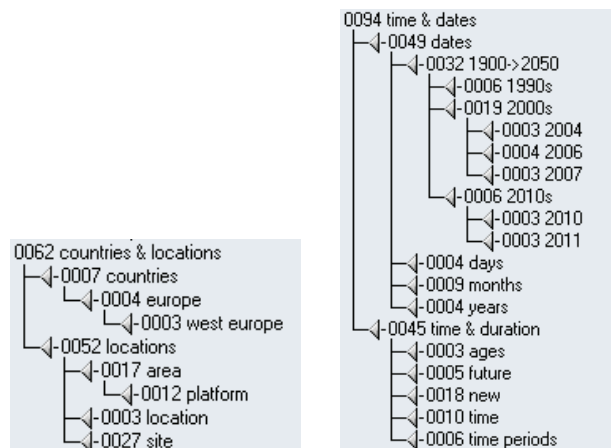 0062 countries & locations
0007 countries
0004 europe
0003 west europe
0052 locations
0017 area
0012 platform
0003 location
0027 site
0094 time & dates
0049 dates
0032 1900->2050
0006 1990s
0019 2000s
0003 2004
0004 2006
0003 2007
0006 2010s
0003 2010
0003 2011
0004 days
0009 months
0004 years
0045 time & duration
0003 ages
0005 future
0018 new
0010 time
0006 time periods